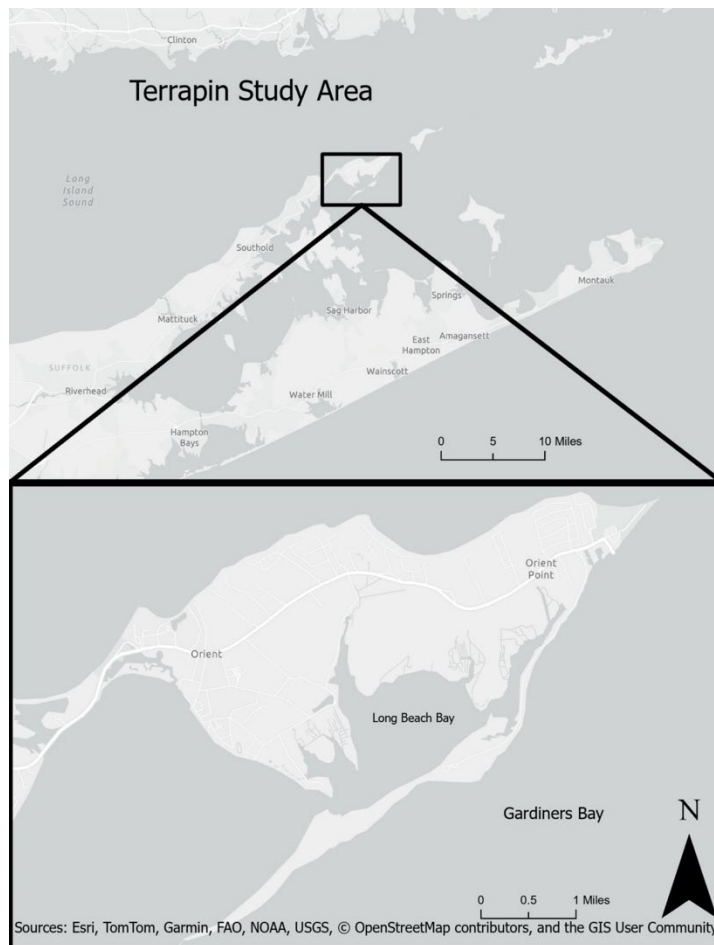 Clinton
Terrapin Study Area
Long
Island
Sound
Southold
Mattituck
Sag Harbor
Springs
Montauk
East
Hampton
Amagansett
Wainscott
SUFFOLK
Riverhead
Water Mill
Hampton
Bays
0 5 10 Miles
Orient
Point
Orient
Long Beach Bay
Gardiners Bay
N
0 0.5 1 Miles
Sources: Esri, TomTom, Garmin, FAO, NOAA, USGS, © OpenStreetMap contributors, and the GIS User Community